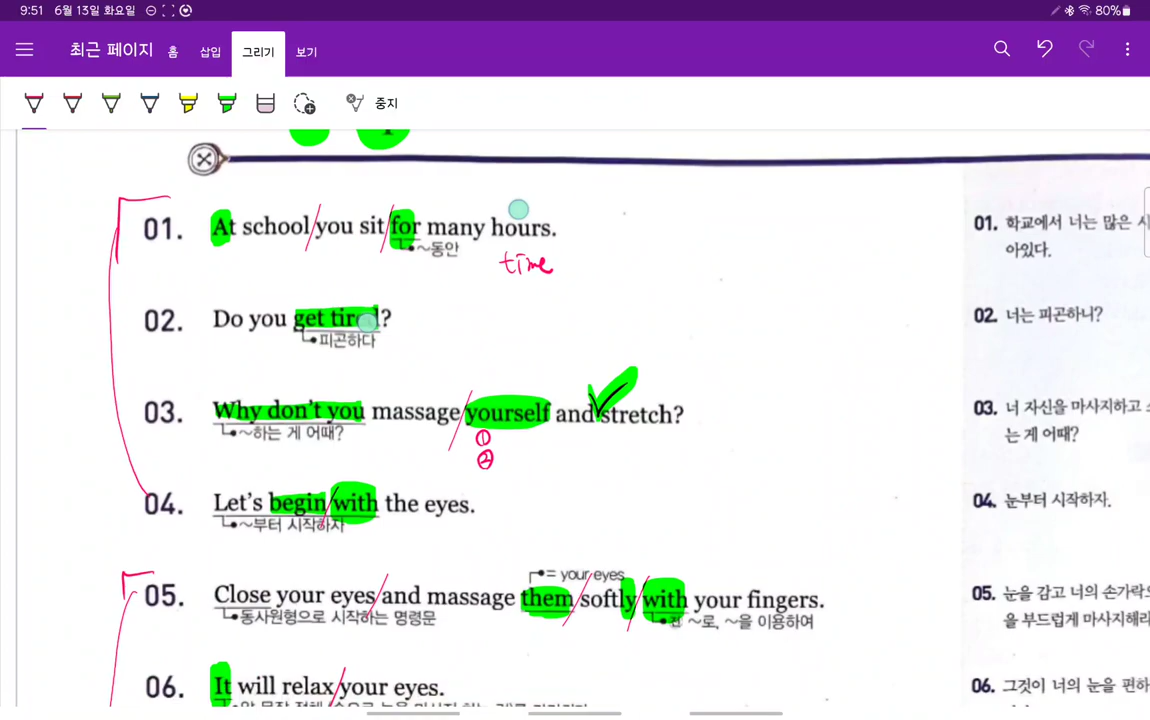 9:51 6월 13일 화요일 80%
최근 페이지 홈 삽입 그리기 보기
중지
01. At school you sit for many hours.
~동안
time
02. Do you get tired?
피곤하다
03. Why don't you massage yourself and stretch?
~하는 게 어때?
①
②
04. Let's begin with the eyes.
~부터 시작하자
= your eyes
05. Close your eyes and massage them softly with your fingers.
동사원형으로 시작하는 명령문
전 ~로, ~을 이용하여
06. It will relax your eyes.
01. 학교에서 너는 많은 시
아있다.
02. 너는 피곤하니?
03. 너 자신을 마사지하고
는 게 어때?
04. 눈부터 시작하자.
05. 눈을 감고 너의 손가락
을 부드럽게 마사지해라
06. 그것이 너의 눈을 편하